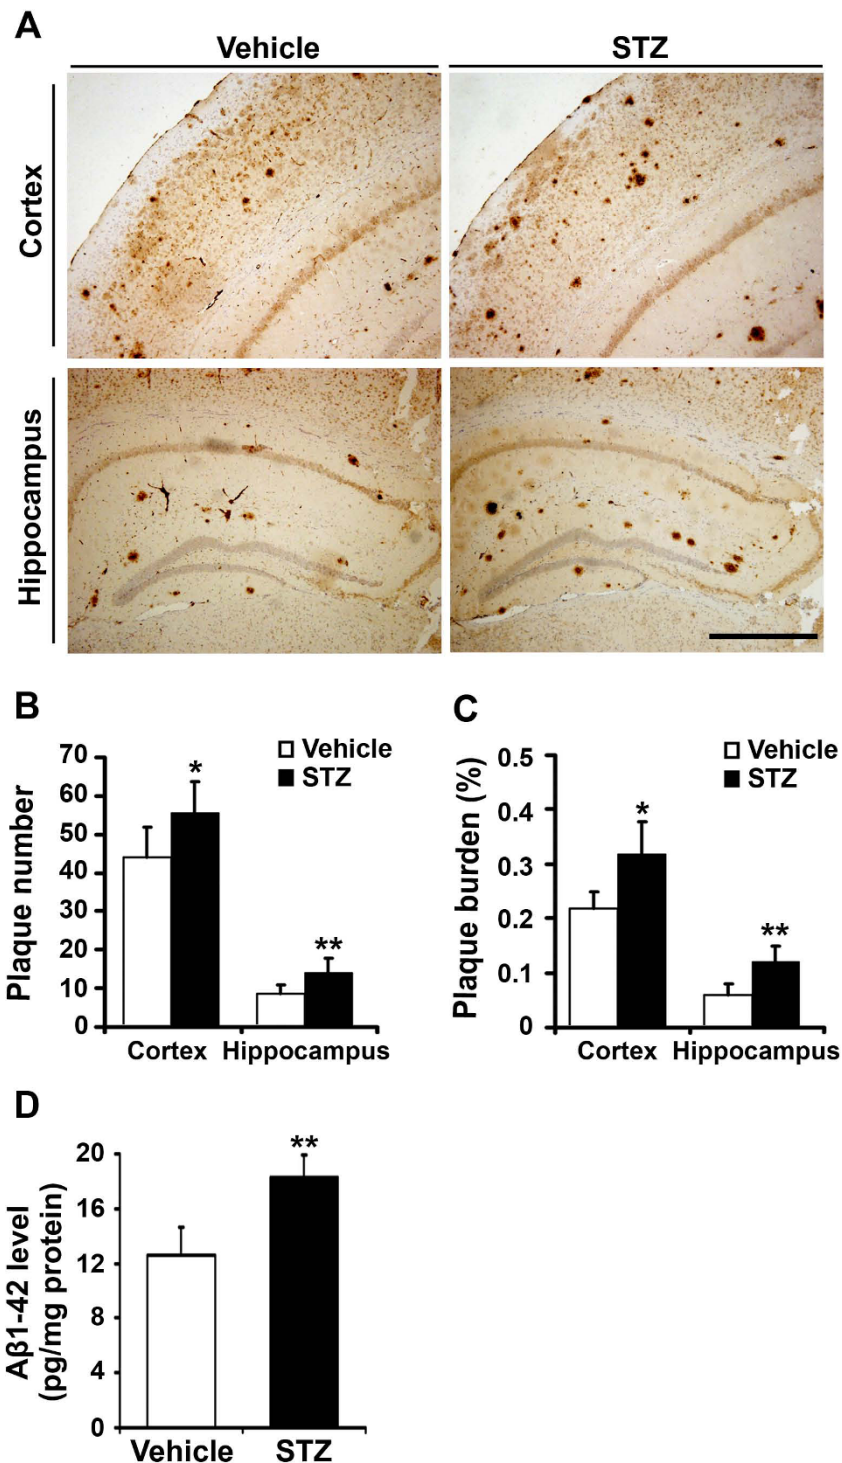 A
Vehicle STZ
Cortex
Hippocampus
B
Plaque number
70
60
50
40
30
20
10
0
Vehicle
STZ
*
**
Cortex Hippocampus
C
Plaque burden (%)
0.5
0.4
0.3
0.2
0.1
0
Vehicle
STZ
*
**
Cortex Hippocampus
D
Aβ1-42 level
(pg/mg protein)
20
16
12
8
4
0
**
Vehicle STZ